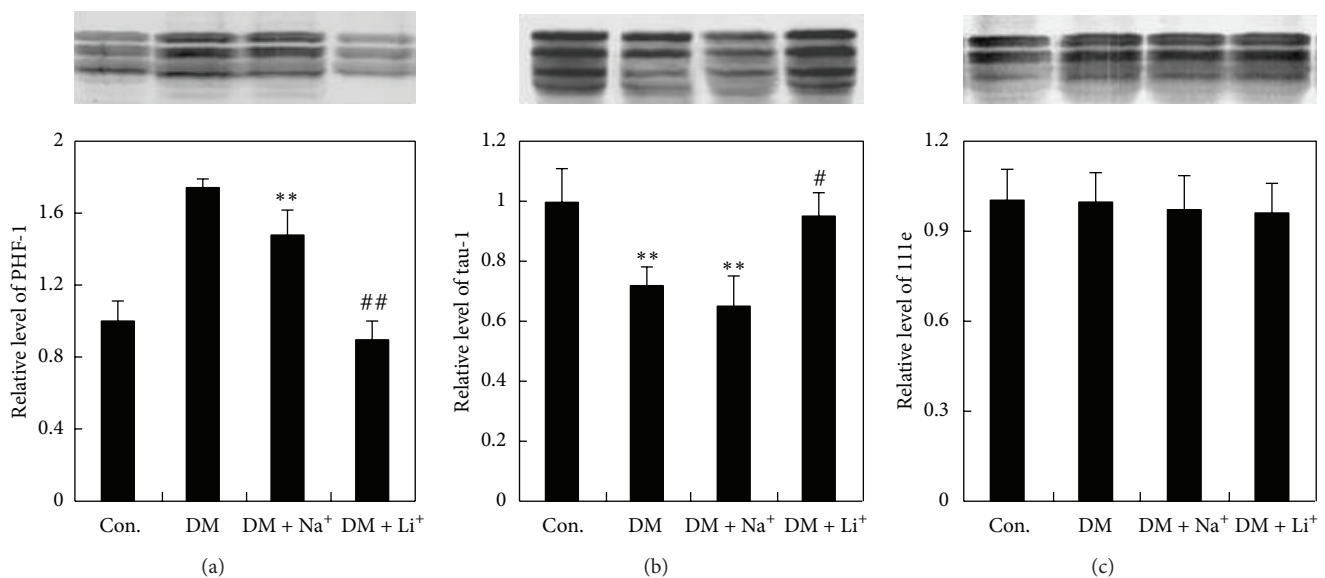 2
1.6
1.2
0.8
0.4
0
Relative level of PHF-1
**
##
Con.
DM
DM + Na⁺
DM + Li⁺
(a)
1.2
1
0.8
0.6
0.4
0.2
0
Relative level of tau-1
**
**
#
Con.
DM
DM + Na⁺
DM + Li⁺
(b)
1.2
0.9
0.6
0.3
0
Relative level of 111e
Con.
DM
DM + Na⁺
DM + Li⁺
(c)